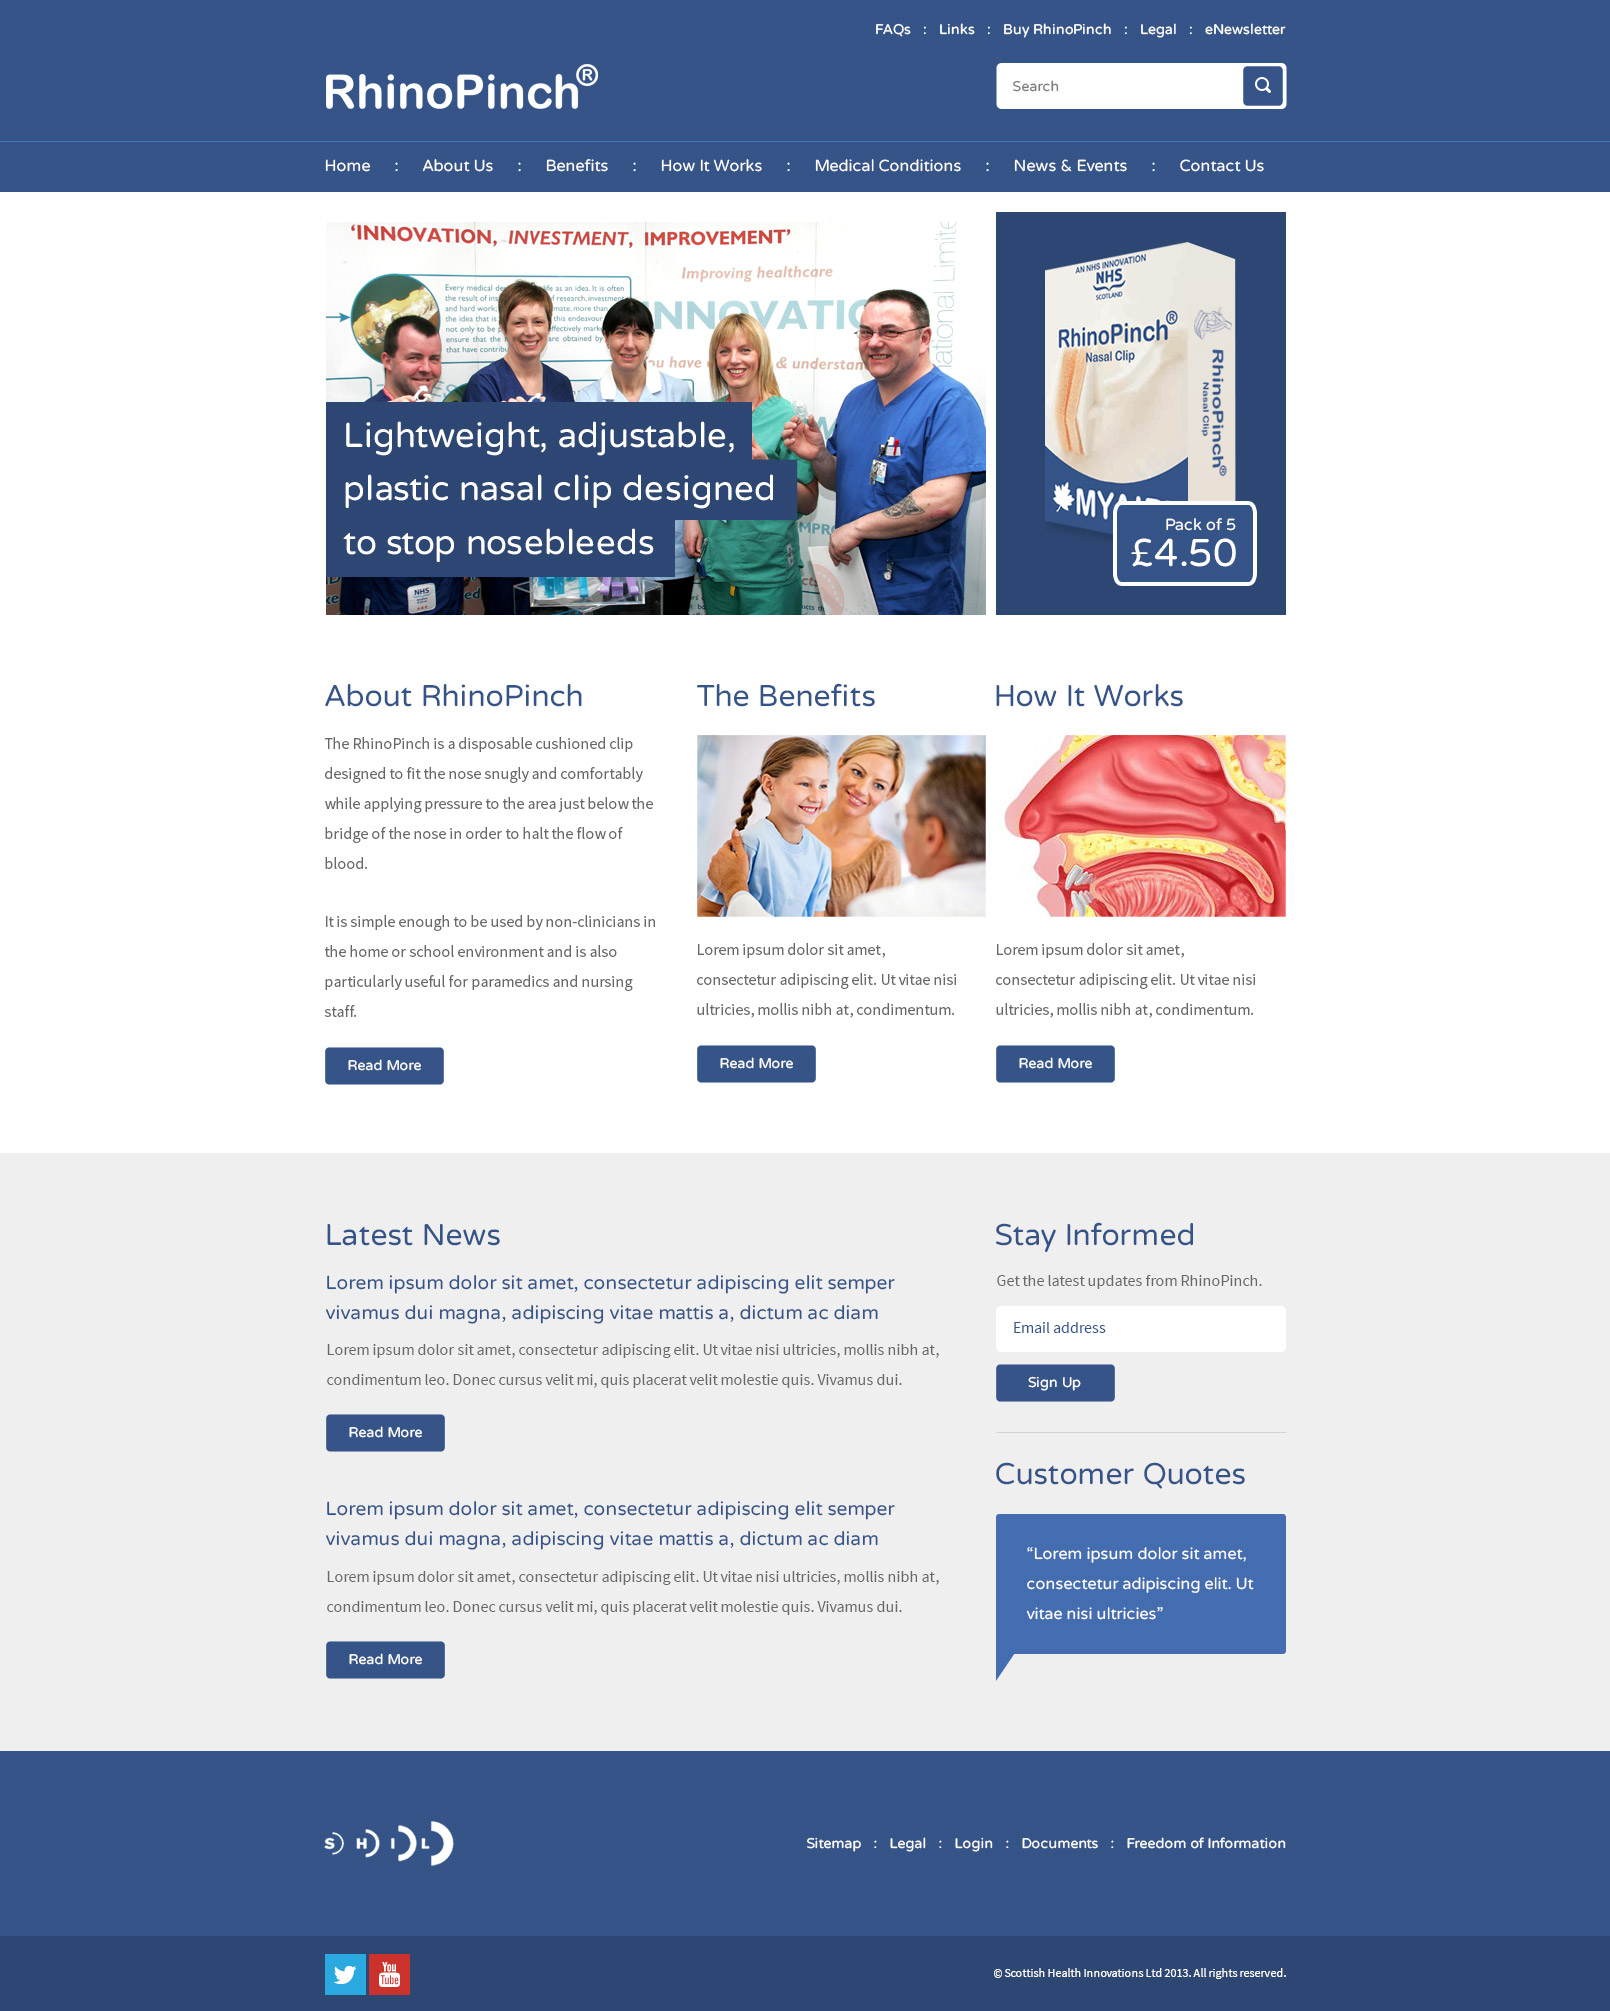 FAQs : Links : Buy RhinoPinch : Legal : eNewsletter
RhinoPinch®
Search
Home : About Us : Benefits : How It Works : Medical Conditions : News & Events : Contact Us
‘INNOVATION, INVESTMENT, IMPROVEMENT’
Improving healthcare
Lightweight, adjustable,
plastic nasal clip designed
to stop nosebleeds
NHS
AN NHS INNOVATION
NHS
SCOTLAND
RhinoPinch®
Nasal Clip
RhinoPinch®
Nasal Clip
Pack of 5
£4.50
About RhinoPinch
The RhinoPinch is a disposable cushioned clip
designed to fit the nose snugly and comfortably
while applying pressure to the area just below the
bridge of the nose in order to halt the flow of
blood.
It is simple enough to be used by non-clinicians in
the home or school environment and is also
particularly useful for paramedics and nursing
staff.
Read More
The Benefits
Lorem ipsum dolor sit amet,
consectetur adipiscing elit. Ut vitae nisi
ultricies, mollis nibh at, condimentum.
Read More
How It Works
Lorem ipsum dolor sit amet,
consectetur adipiscing elit. Ut vitae nisi
ultricies, mollis nibh at, condimentum.
Read More
Latest News
Lorem ipsum dolor sit amet, consectetur adipiscing elit semper
vivamus dui magna, adipiscing vitae mattis a, dictum ac diam
Lorem ipsum dolor sit amet, consectetur adipiscing elit. Ut vitae nisi ultricies, mollis nibh at,
condimentum leo. Donec cursus velit mi, quis placerat velit molestie quis. Vivamus dui.
Read More
Lorem ipsum dolor sit amet, consectetur adipiscing elit semper
vivamus dui magna, adipiscing vitae mattis a, dictum ac diam
Lorem ipsum dolor sit amet, consectetur adipiscing elit. Ut vitae nisi ultricies, mollis nibh at,
condimentum leo. Donec cursus velit mi, quis placerat velit molestie quis. Vivamus dui.
Read More
Stay Informed
Get the latest updates from RhinoPinch.
Email address
Sign Up
Customer Quotes
“Lorem ipsum dolor sit amet,
consectetur adipiscing elit. Ut
vitae nisi ultricies”
SHIL
Sitemap : Legal : Login : Documents : Freedom of Information
You
Tube
© Scottish Health Innovations Ltd 2013. All rights reserved.